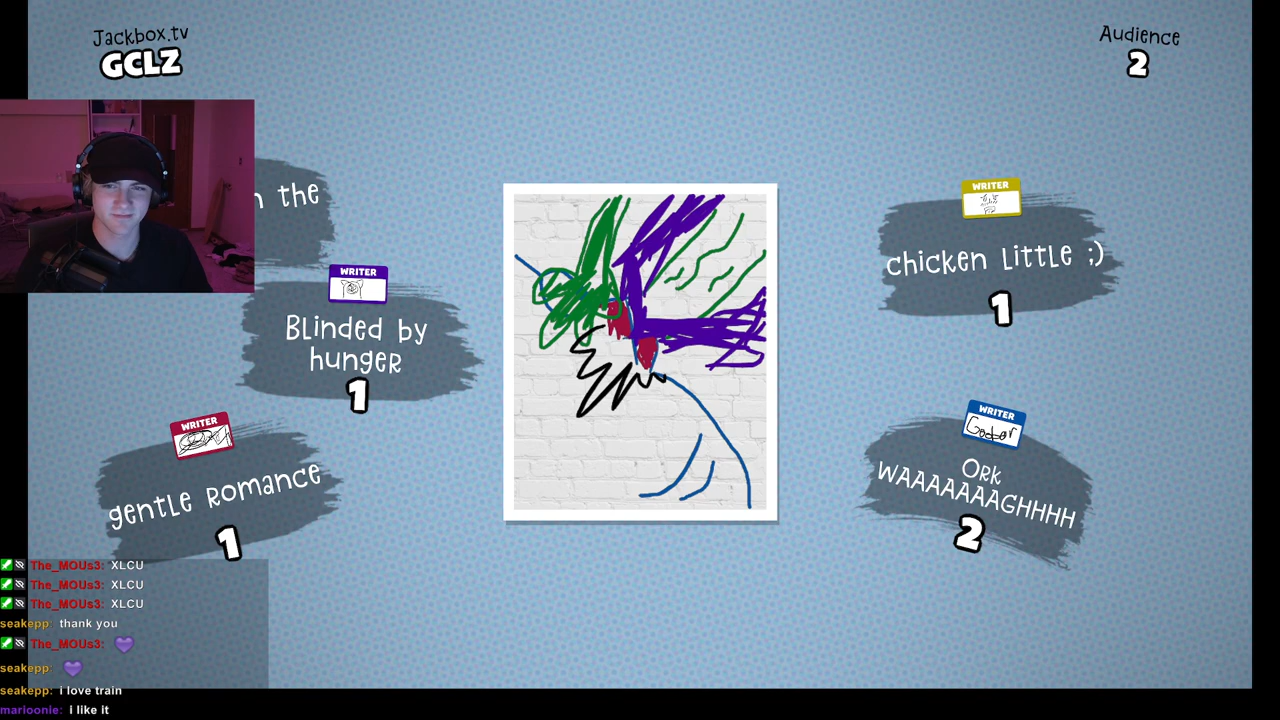 Jackbox.tv
GCLZ
Audience
2
n the
WRITER
Blinded by
hunger
1
WRITER
gentle romance
1
WRITER
chicken little ;)
1
WRITER
Ork
WAAAAAAAGHHHH
2
The_MOUs3: XLCU
The_MOUs3: XLCU
The_MOUs3: XLCU
seakepp: thank you
The_MOUs3: 💜
seakepp: 💜
seakepp: i love train
marioonie: i like it